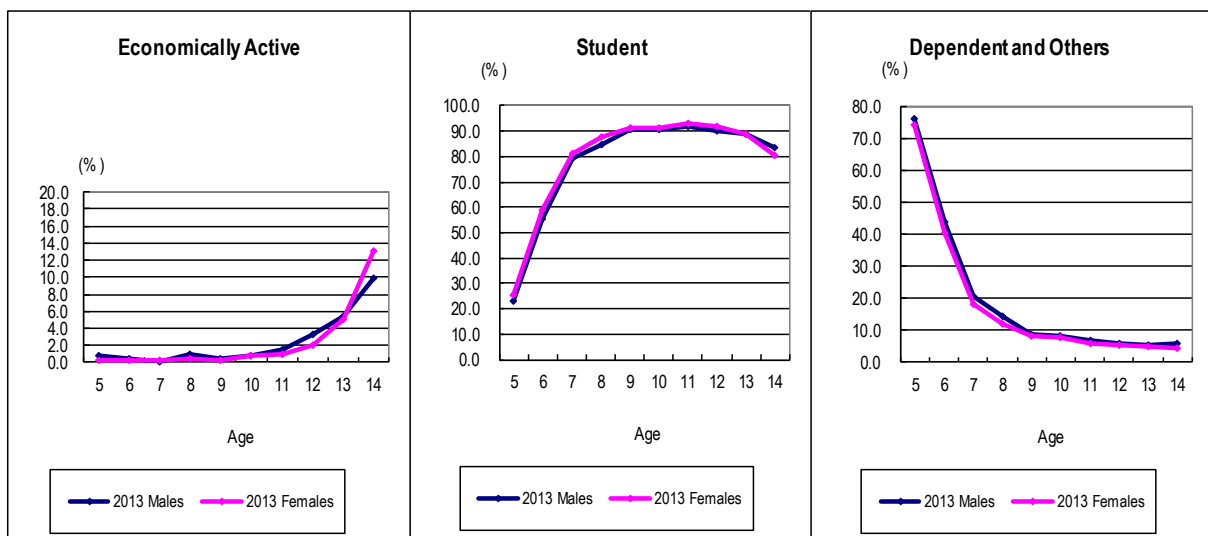 Economically Active
(%)
20.0
18.0
16.0
14.0
12.0
10.0
8.0
6.0
4.0
2.0
0.0
5 6 7 8 9 10 11 12 13 14
Age
2013 Males 2013 Females
Student
(%)
100.0
90.0
80.0
70.0
60.0
50.0
40.0
30.0
20.0
10.0
0.0
5 6 7 8 9 10 11 12 13 14
Age
2013 Males 2013 Females
Dependent and Others
(%)
80.0
70.0
60.0
50.0
40.0
30.0
20.0
10.0
0.0
5 6 7 8 9 10 11 12 13 14
Age
2013 Males 2013 Females